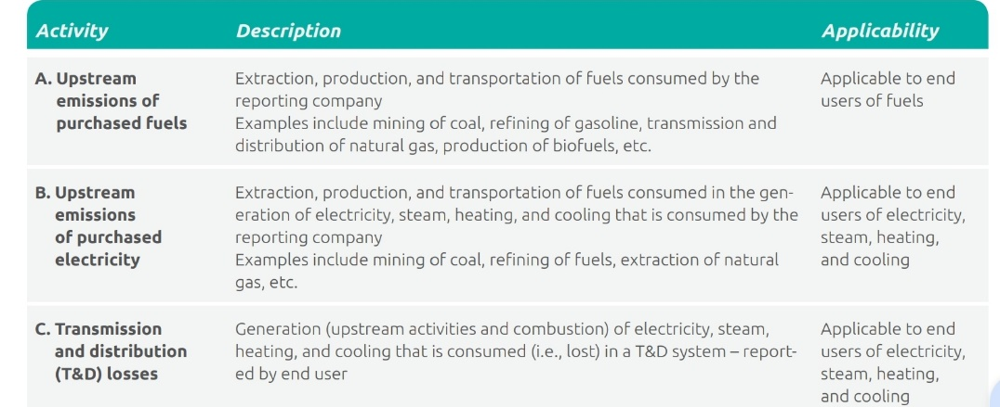 Activity Description Applicability
A. Upstream emissions of purchased fuels
Extraction, production, and transportation of fuels consumed by the
reporting company
Examples include mining of coal, refining of gasoline, transmission and
distribution of natural gas, production of biofuels, etc.
Applicable to end
users of fuels
B. Upstream
emissions
of purchased
electricity
Extraction, production, and transportation of fuels consumed in the gen-
eration of electricity, steam, heating, and cooling that is consumed by the
reporting company
Examples include mining of coal, refining of fuels, extraction of natural
gas, etc.
Applicable to end
users of electricity,
steam, heating,
and cooling
C. Transmission
and distribution
(T&D) losses
Generation (upstream activities and combustion) of electricity, steam,
heating, and cooling that is consumed (i.e., lost) in a T&D system – report-
ed by end user
Applicable to end
users of electricity,
steam, heating,
and cooling